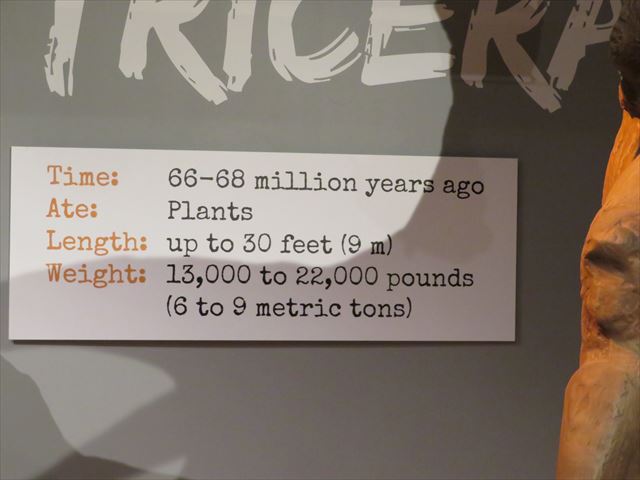 TRICERA
Time: 66-68 million years ago
Ate: Plants
Length: up to 30 feet (9 m)
Weight: 13,000 to 22,000 pounds
(6 to 9 metric tons)